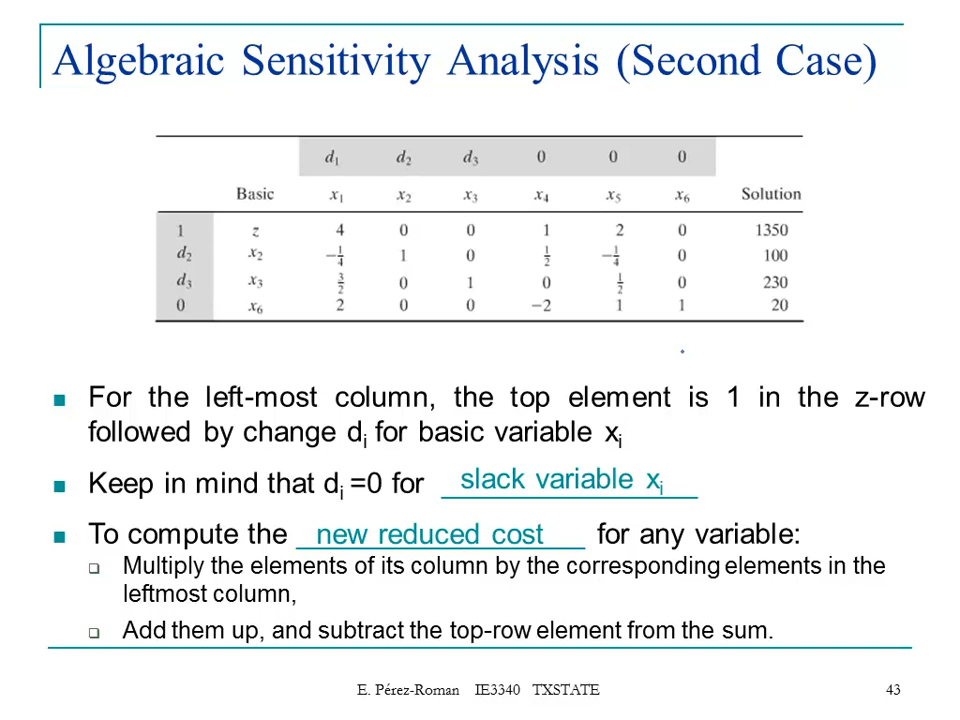 Algebraic Sensitivity Analysis (Second Case)
d₁ d₂ d₃ 0 0 0
Basic x₁ x₂ x₃ x₄ x₅ x₆ Solution
1 z 4 0 0 1 2 0 1350
d₂ x₂ −1/4 1 0 1/2 −1/4 0 100
d₃ x₃ 3/2 0 1 0 1/2 0 230
0 x₆ 2 0 0 −2 1 1 20
■ For the left-most column, the top element is 1 in the z-row
followed by change dᵢ for basic variable xᵢ
■ Keep in mind that dᵢ =0 for slack variable xᵢ
■ To compute the new reduced cost for any variable:
❑ Multiply the elements of its column by the corresponding elements in the
leftmost column,
❑ Add them up, and subtract the top-row element from the sum.
E. Pérez-Roman IE3340 TXSTATE 43